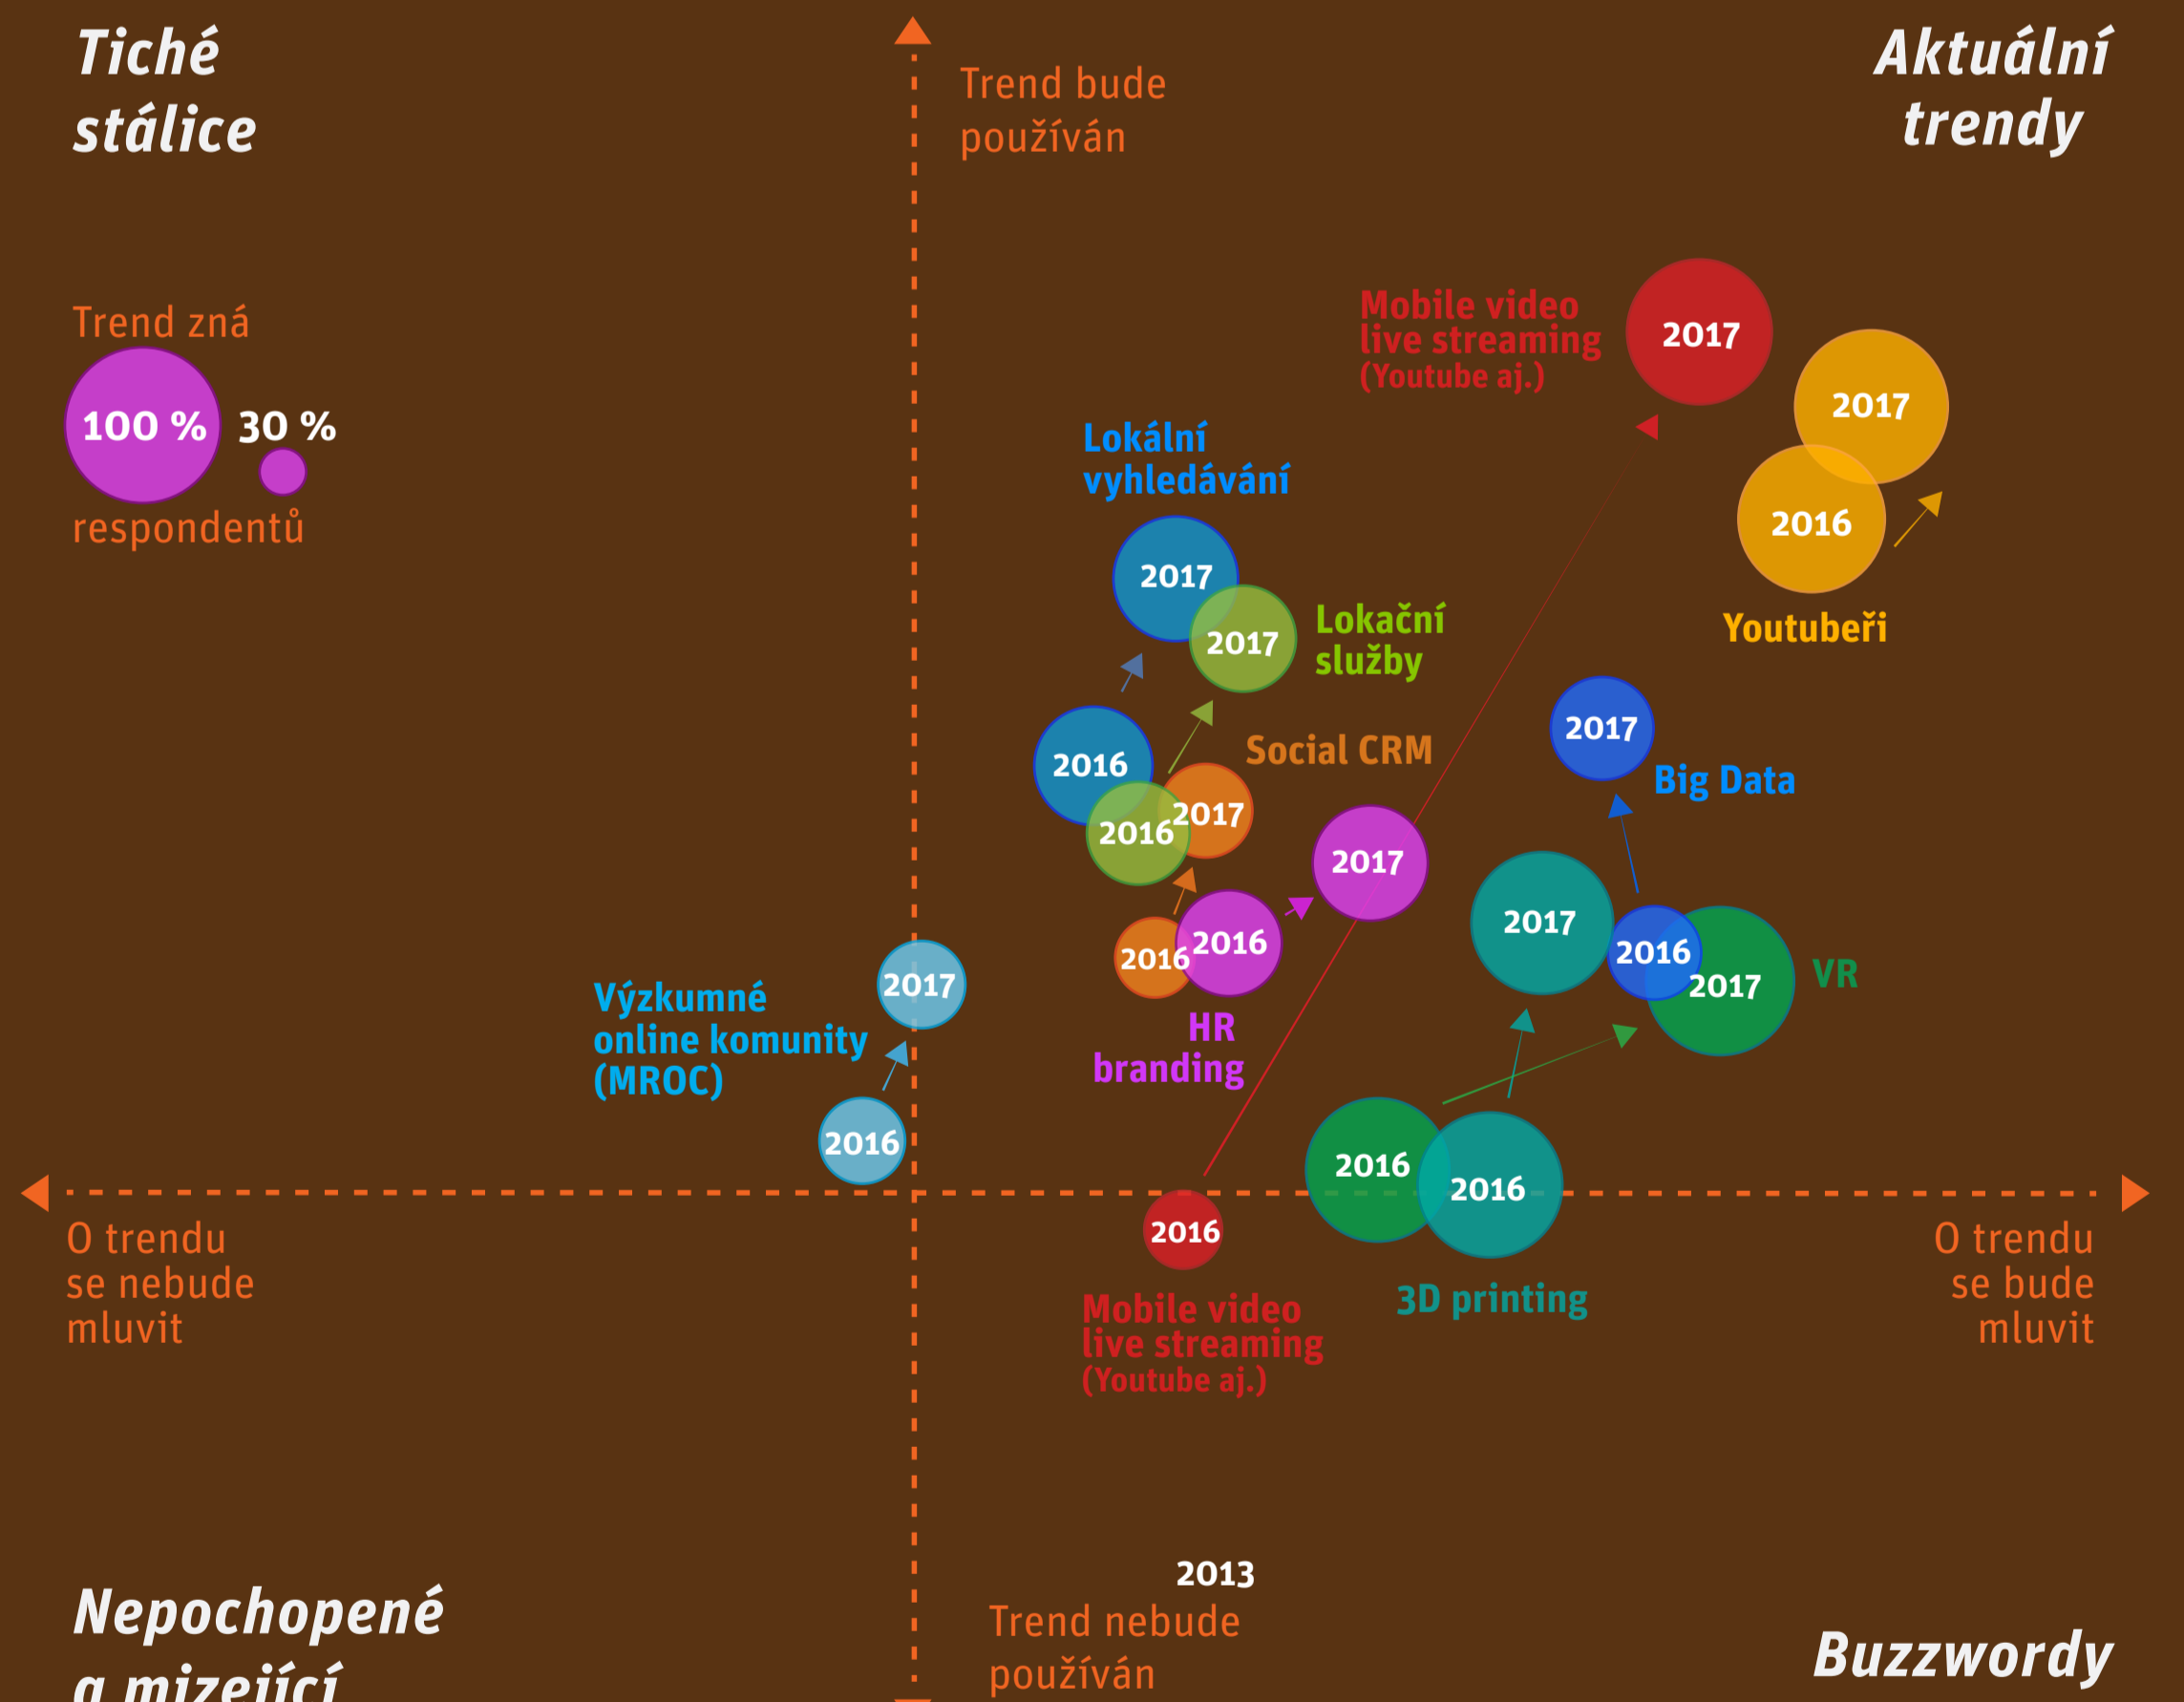 Tiché
stálice
Trend bude
používán
Aktuální
trendy
Trend zná
100 %
30 %
respondentů
Mobile video
live streaming
(Youtube aj.)
2017
2017
2016
Youtubeři
Lokální
vyhledávání
2017
2017
Lokační
služby
2016
2016
2017
Social CRM
2017
Big Data
2017
2016
2016
HR
branding
2017
2016
2017
VR
Výzkumné
online komunity
(MROC)
2017
2016
2016
2016
3D printing
2016
Mobile video
live streaming
(Youtube aj.)
O trendu
se nebude
mluvit
O trendu
se bude
mluvit
2013
Trend nebude
používán
Nepochopené
a mizející
Buzzwordy